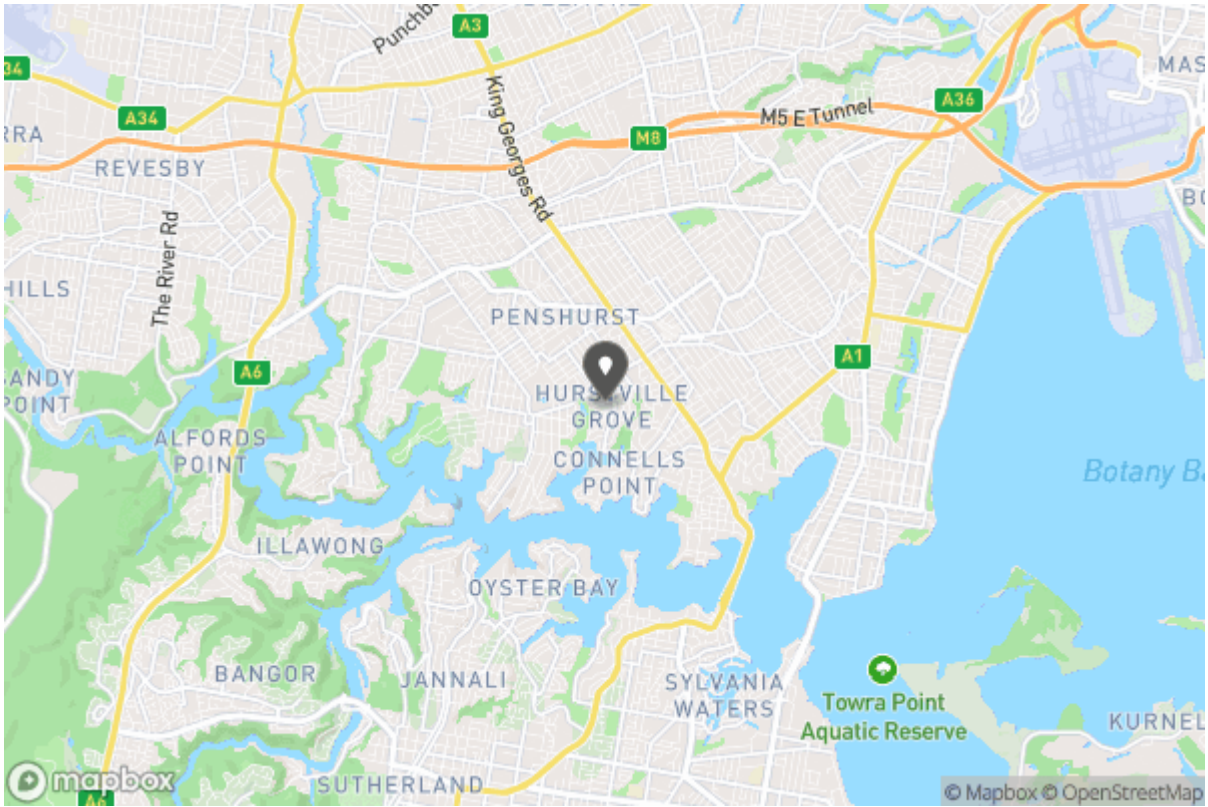 Punchb
A3
34
A34
A36
MAS
RRA
M8
M5 E Tunnel
REVESBY
King Georges Rd
BO
The River Rd
HILLS
PENSHURST
A1
A6
SANDY
POINT
HURSTVILLE
GROVE
ALFORDS
POINT
CONNELLS
POINT
Botany Ba
ILLAWONG
OYSTER BAY
BANGOR
JANNALI
SYLVANIA
WATERS
Towra Point
Aquatic Reserve
KURNEL
SUTHERLAND
mapbox
A6
© Mapbox © OpenStreetMap